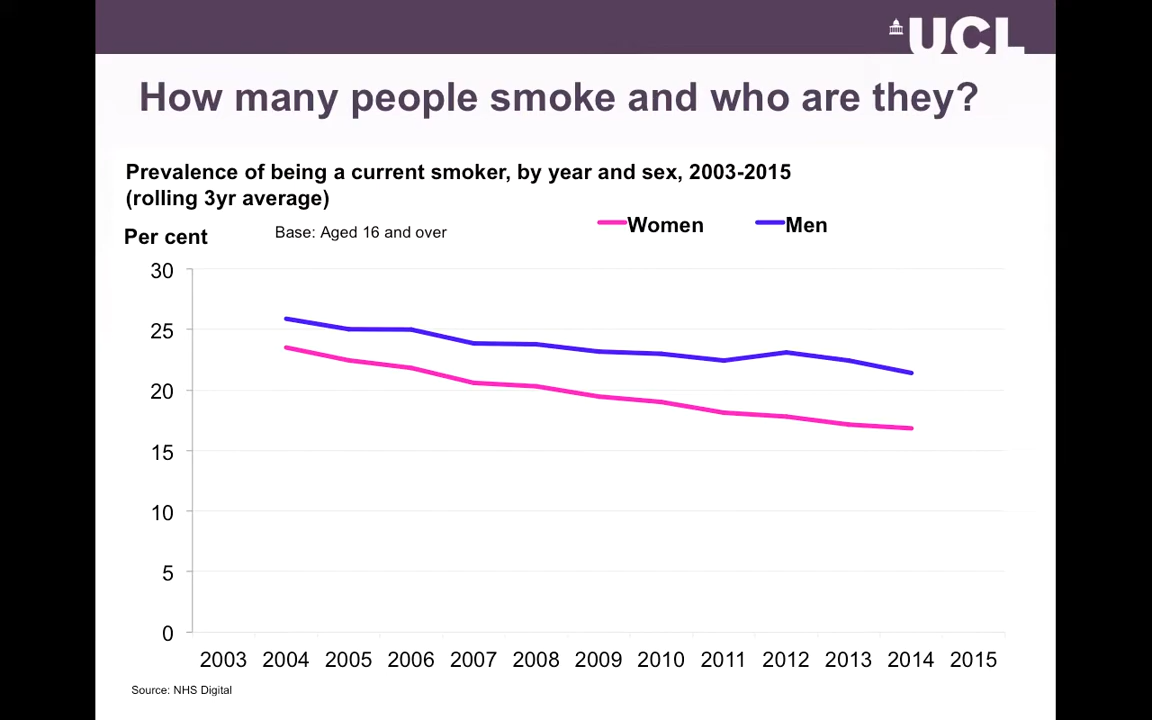 UCL
How many people smoke and who are they?
Prevalence of being a current smoker, by year and sex, 2003-2015
(rolling 3yr average)
Women Men
Per cent Base: Aged 16 and over
30
25
20
15
10
5
0
2003 2004 2005 2006 2007 2008 2009 2010 2011 2012 2013 2014 2015
Source: NHS Digital